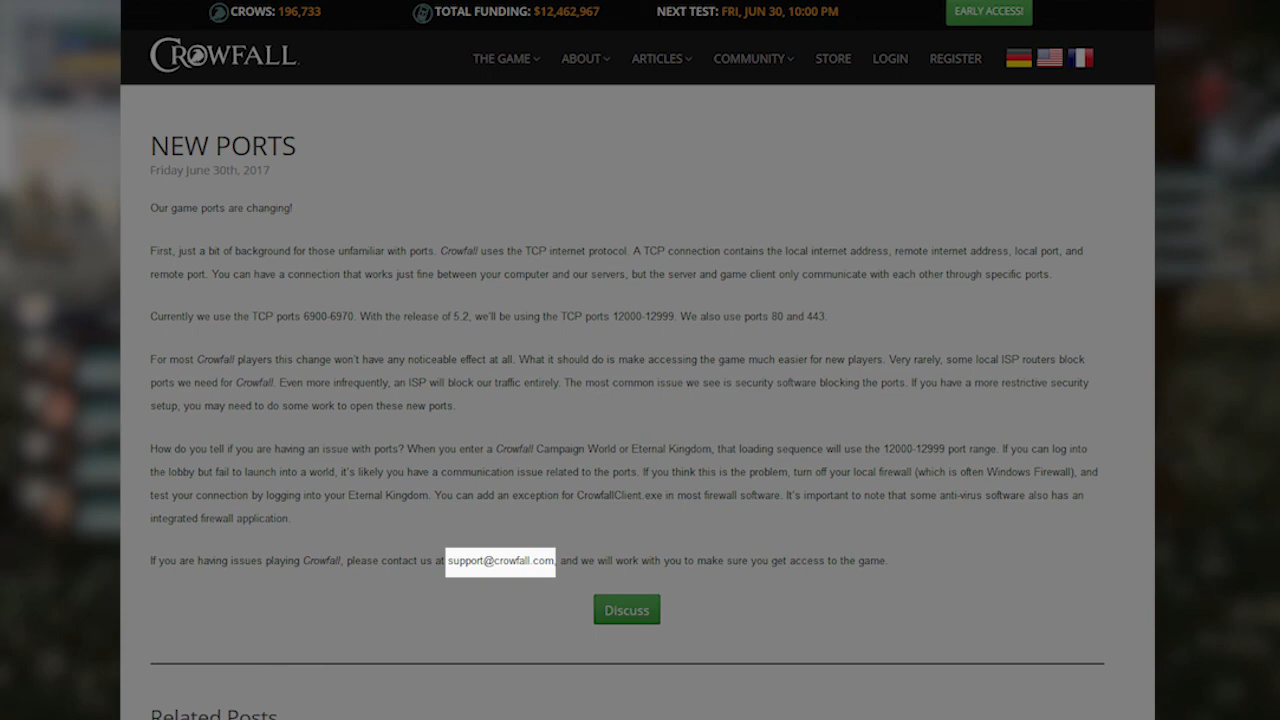 CROWS: 196,733 TOTAL FUNDING: $12,462,967 NEXT TEST: FRI, JUN 30, 10:00 PM EARLY ACCESS!
CROWFALL THE GAME ABOUT ARTICLES COMMUNITY STORE LOGIN REGISTER
NEW PORTS
Friday June 30th, 2017
Our game ports are changing!
First, just a bit of background for those unfamiliar with ports. Crowfall uses the TCP internet protocol. A TCP connection contains the local internet address, remote internet address, local port, and
remote port. You can have a connection that works just fine between your computer and our servers, but the server and game client only communicate with each other through specific ports.
Currently we use the TCP ports 6900-6970. With the release of 5.2, we'll be using the TCP ports 12000-12999. We also use ports 80 and 443.
For most Crowfall players this change won't have any noticeable effect at all. What it should do is make accessing the game much easier for new players. Very rarely, some local ISP routers block
ports we need for Crowfall. Even more infrequently, an ISP will block our traffic entirely. The most common issue we see is security software blocking the ports. If you have a more restrictive security
setup, you may need to do some work to open these new ports.
How do you tell if you are having an issue with ports? When you enter a Crowfall Campaign World or Eternal Kingdom, that loading sequence will use the 12000-12999 port range. If you can log into
the lobby but fail to launch into a world, it's likely you have a communication issue related to the ports. If you think this is the problem, turn off your local firewall (which is often Windows Firewall), and
test your connection by logging into your Eternal Kingdom. You can add an exception for CrowfallClient.exe in most firewall software. It's important to note that some anti-virus software also has an
integrated firewall application.
If you are having issues playing Crowfall, please contact us at support@crowfall.com, and we will work with you to make sure you get access to the game.
Discuss
Related Posts